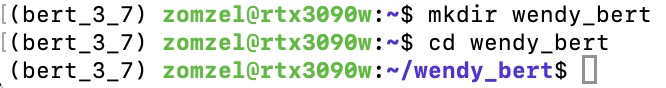 (bert_3_7) zomzel@rtx3090w:~$ mkdir wendy_bert
(bert_3_7) zomzel@rtx3090w:~$ cd wendy_bert
(bert_3_7) zomzel@rtx3090w:~/wendy_bert$